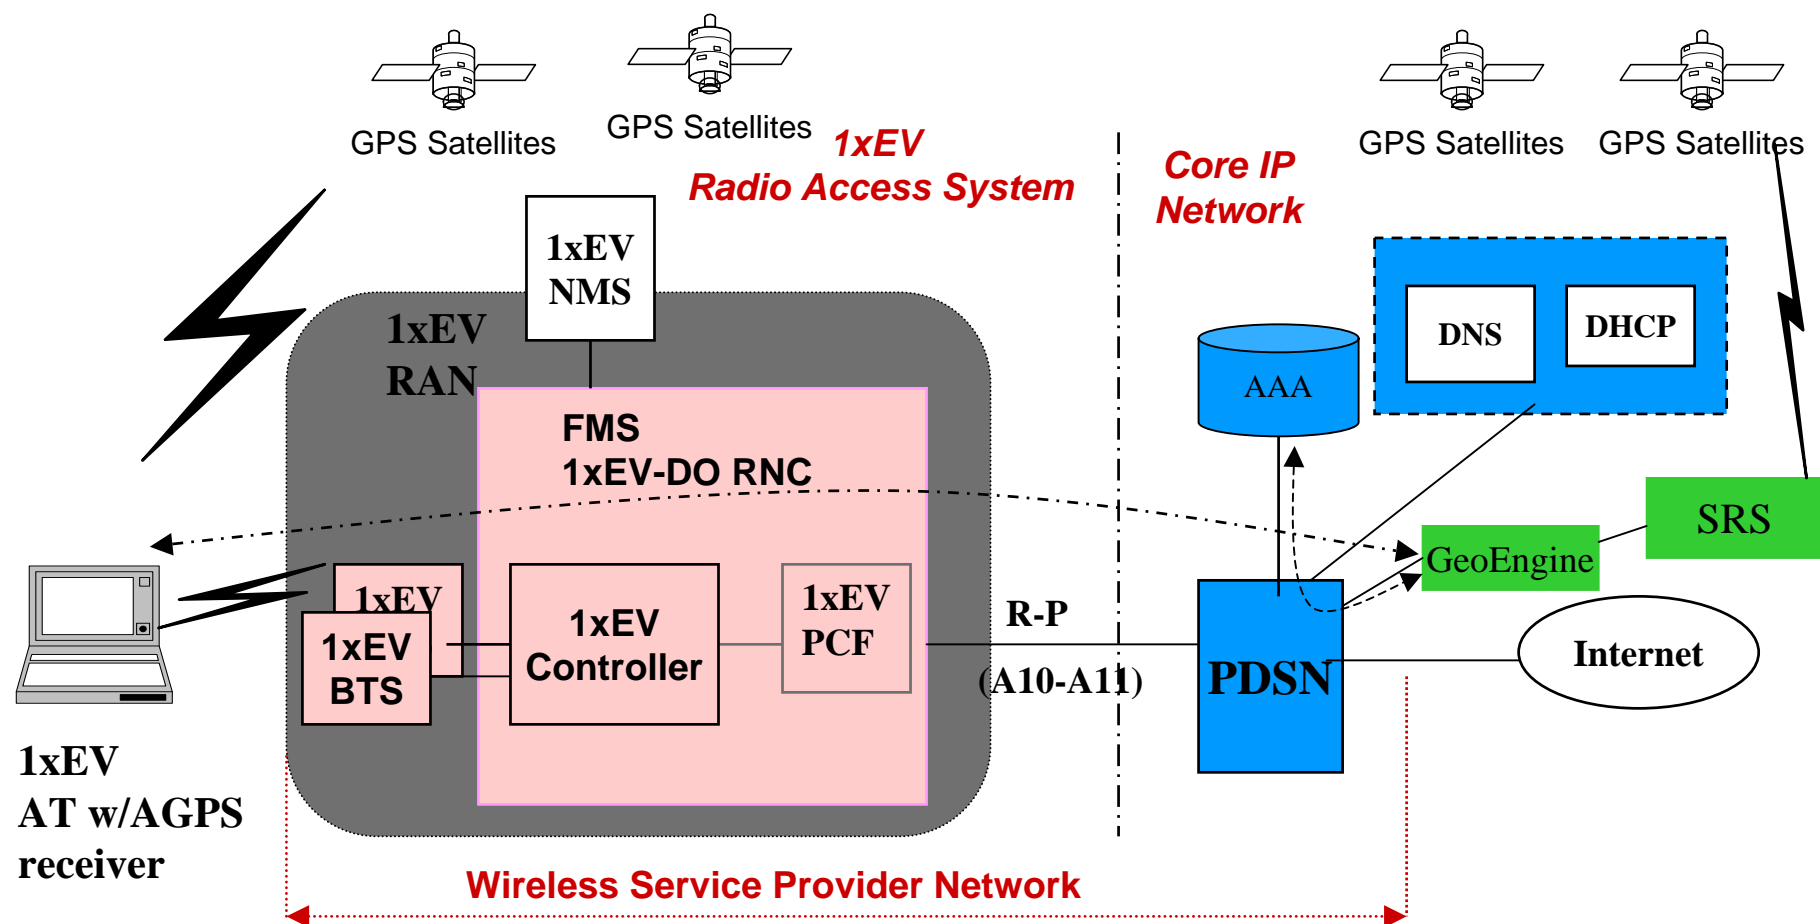 GPS Satellites
GPS Satellites
GPS Satellites
GPS Satellites
1xEV
Radio Access System
Core IP
Network
1xEV
NMS
1xEV
RAN
FMS
1xEV-DO RNC
DNS
DHCP
AAA
SRS
GeoEngine
1xEV
1xEV
BTS
1xEV
Controller
1xEV
PCF
R-P
(A10-A11)
PDSN
Internet
1xEV
AT w/AGPS
receiver
Wireless Service Provider Network